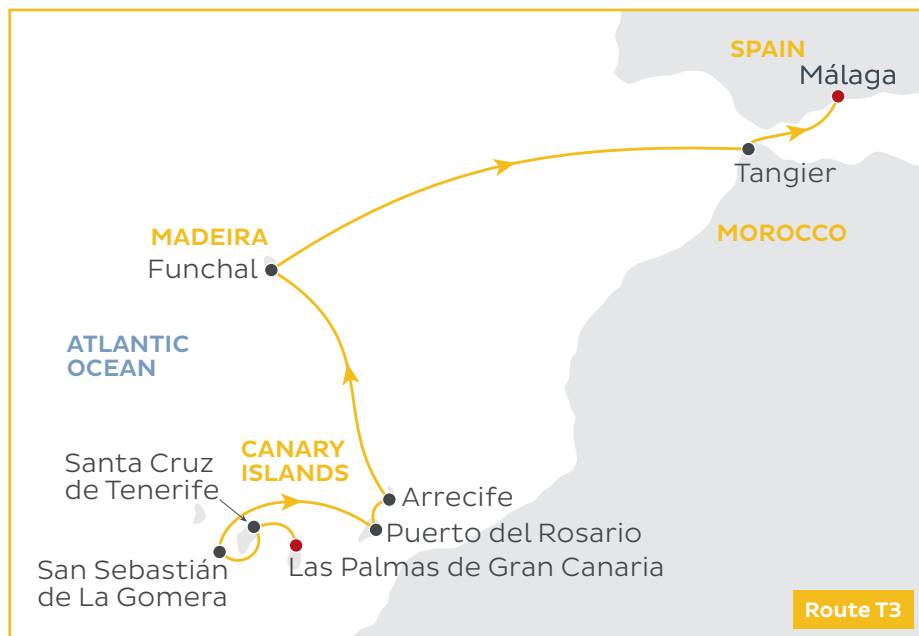 SPAIN
Málaga
Tangier
MOROCCO
MADEIRA
Funchal
ATLANTIC
OCEAN
CANARY
ISLANDS
Santa Cruz
de Tenerife
Arrecife
Puerto del Rosario
Las Palmas de Gran Canaria
San Sebastián
de La Gomera
Route T3